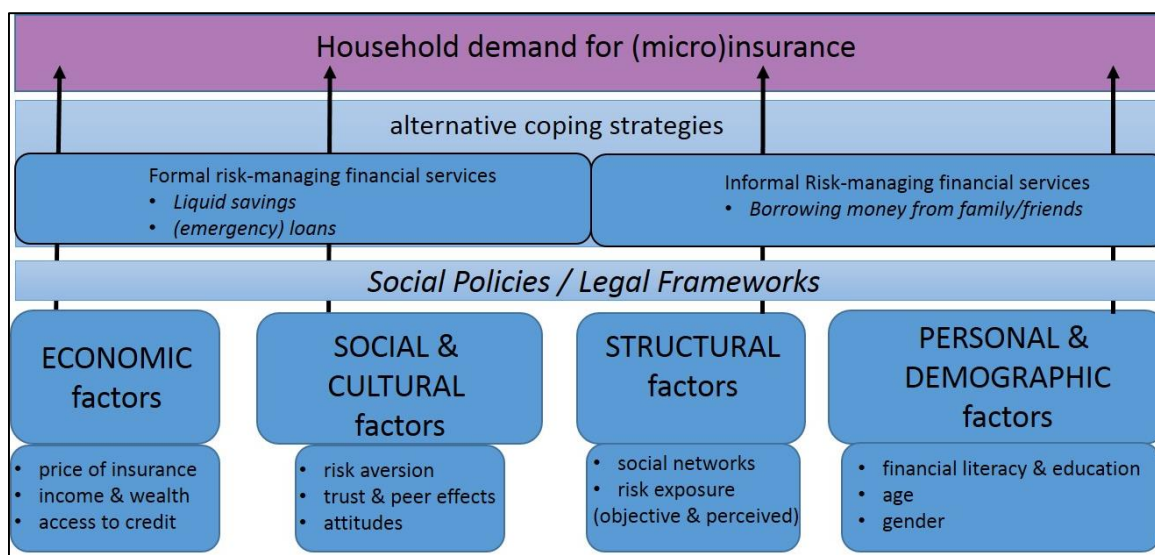 Household demand for (micro)insurance
alternative coping strategies
Formal risk-managing financial services
• Liquid savings
• (emergency) loans
Informal Risk-managing financial services
• Borrowing money from family/friends
Social Policies / Legal Frameworks
ECONOMIC
factors
SOCIAL &
CULTURAL
factors
STRUCTURAL
factors
PERSONAL &
DEMOGRAPHIC
factors
• price of insurance
• income & wealth
• access to credit
• risk aversion
• trust & peer effects
• attitudes
• social networks
• risk exposure
(objective & perceived)
• financial literacy & education
• age
• gender